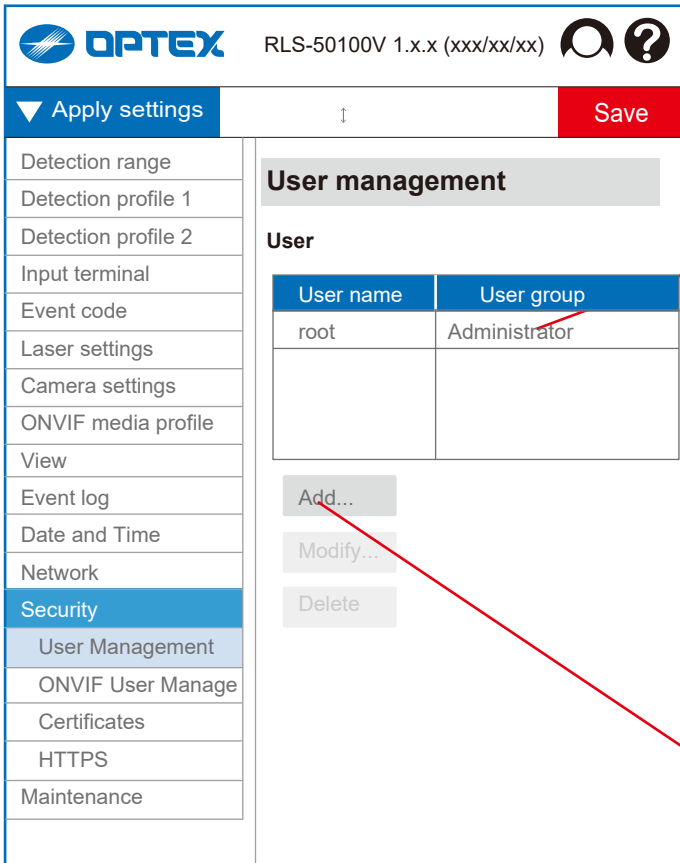 OPTEX RLS-50100V 1.x.x (xxx/xx/xx) ?
Apply settings ↕ Save
Detection range
Detection profile 1
Detection profile 2
Input terminal
Event code
Laser settings
Camera settings
ONVIF media profile
View
Event log
Date and Time
Network
Security
User Management
ONVIF User Manage
Certificates
HTTPS
Maintenance
User management
User
User name User group
root Administrator
Add...
Modify...
Delete